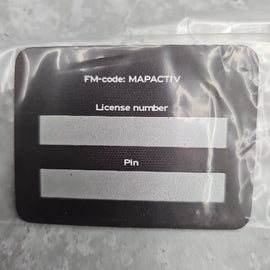 FM-code: MAPACTIV
License number
Pin